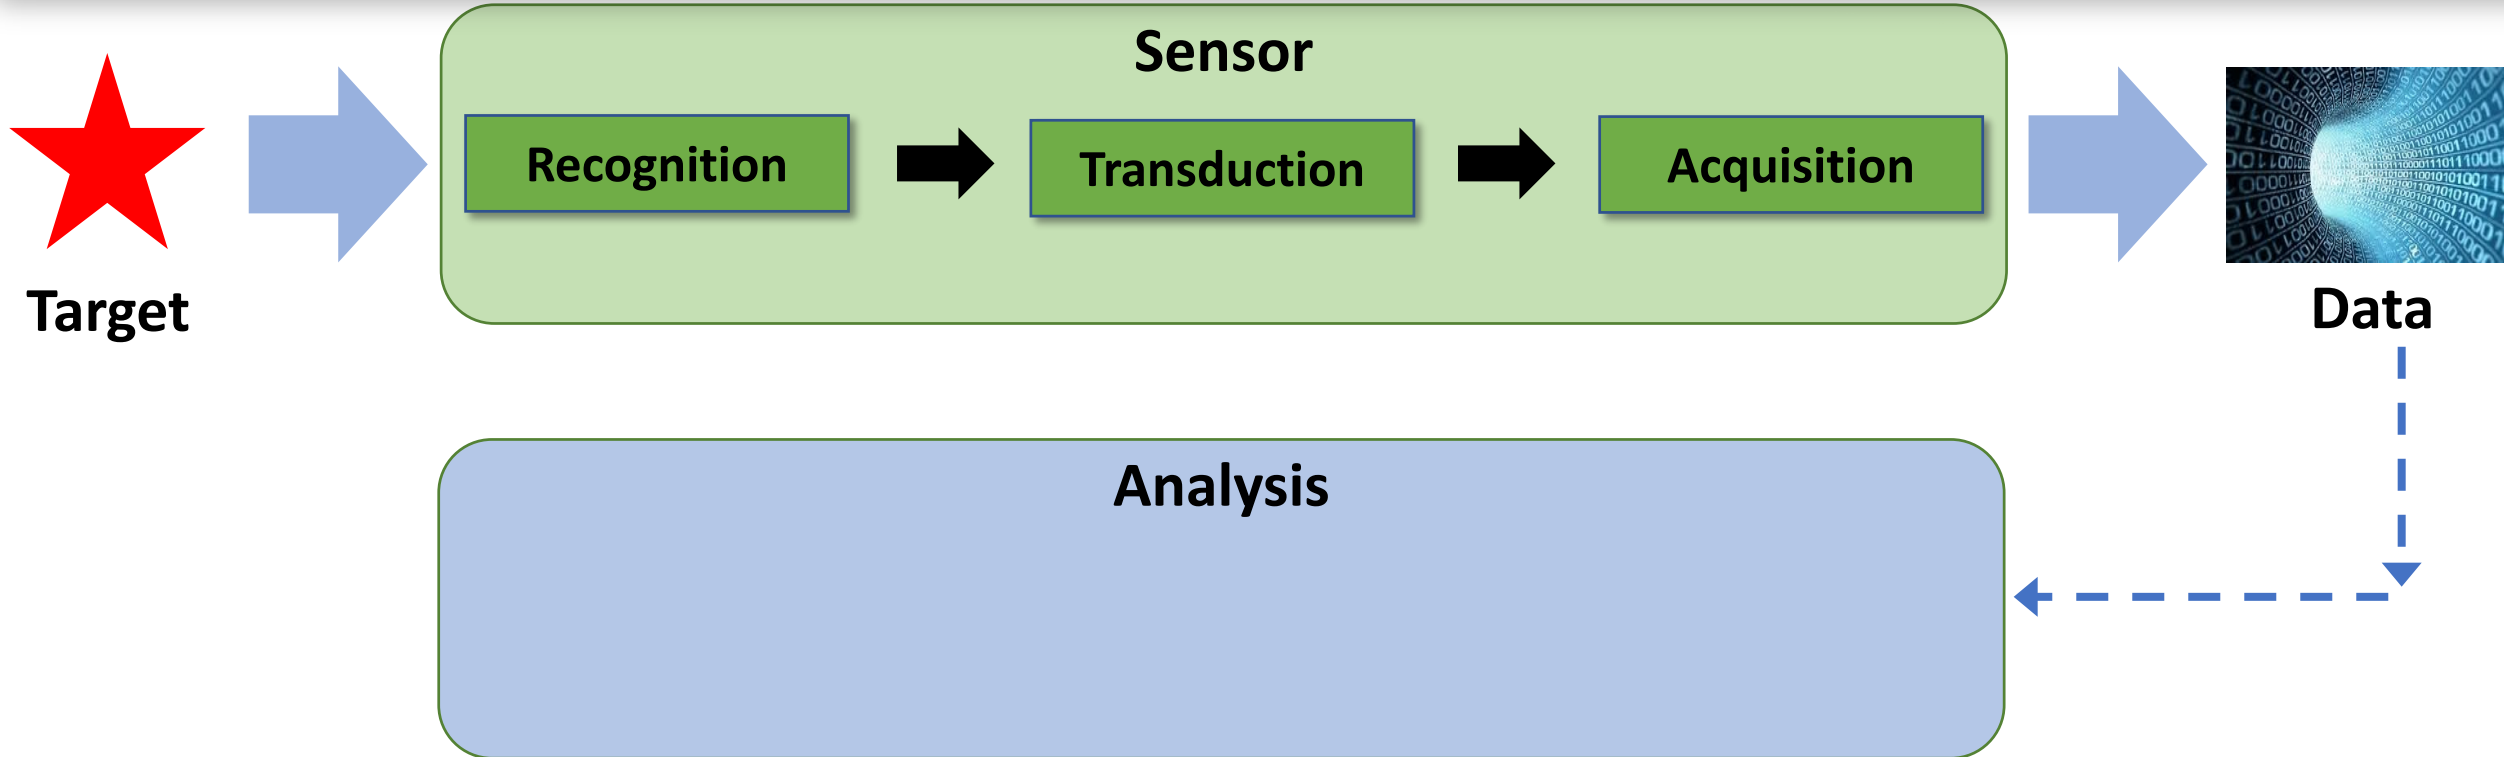 Sensor
Recognition
Transduction
Acquisition
Target
Data
Analysis